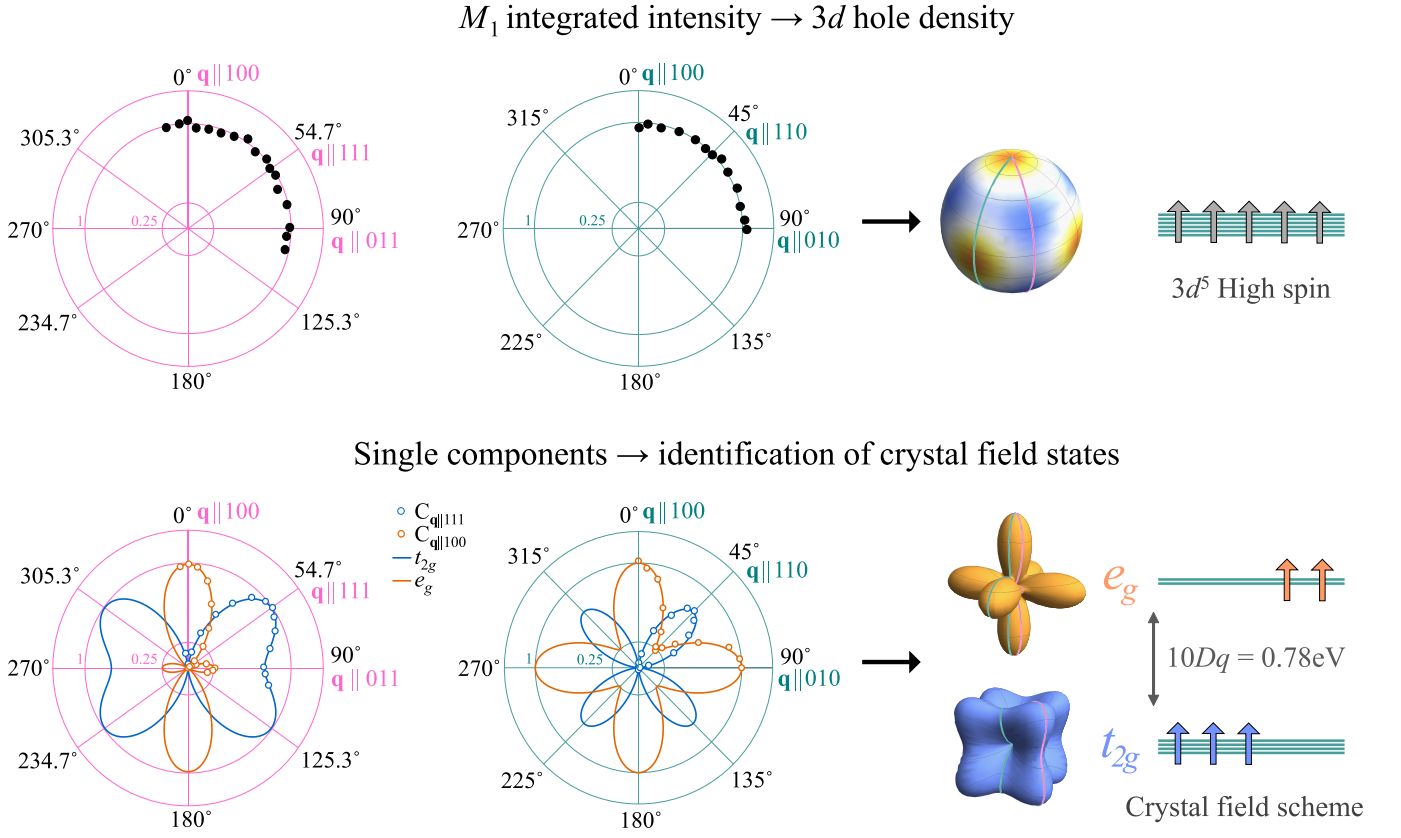 M₁ integrated intensity → 3d hole density
0° q||100
54.7°
q||111
90°
q||011
125.3°
180°
234.7°
270°
305.3°
1
0.25
0° q||100
45°
q||110
90°
q||010
135°
180°
225°
270°
315°
1
0.25
3d⁵ High spin
Single components → identification of crystal field states
0° q||100
54.7°
q||111
90°
q||011
125.3°
180°
234.7°
270°
305.3°
1
0.25
C q||111
C q||100
t2g
eg
0° q||100
45°
q||110
90°
q||010
135°
180°
225°
270°
315°
1
0.25
eg
10Dq = 0.78eV
t2g
Crystal field scheme